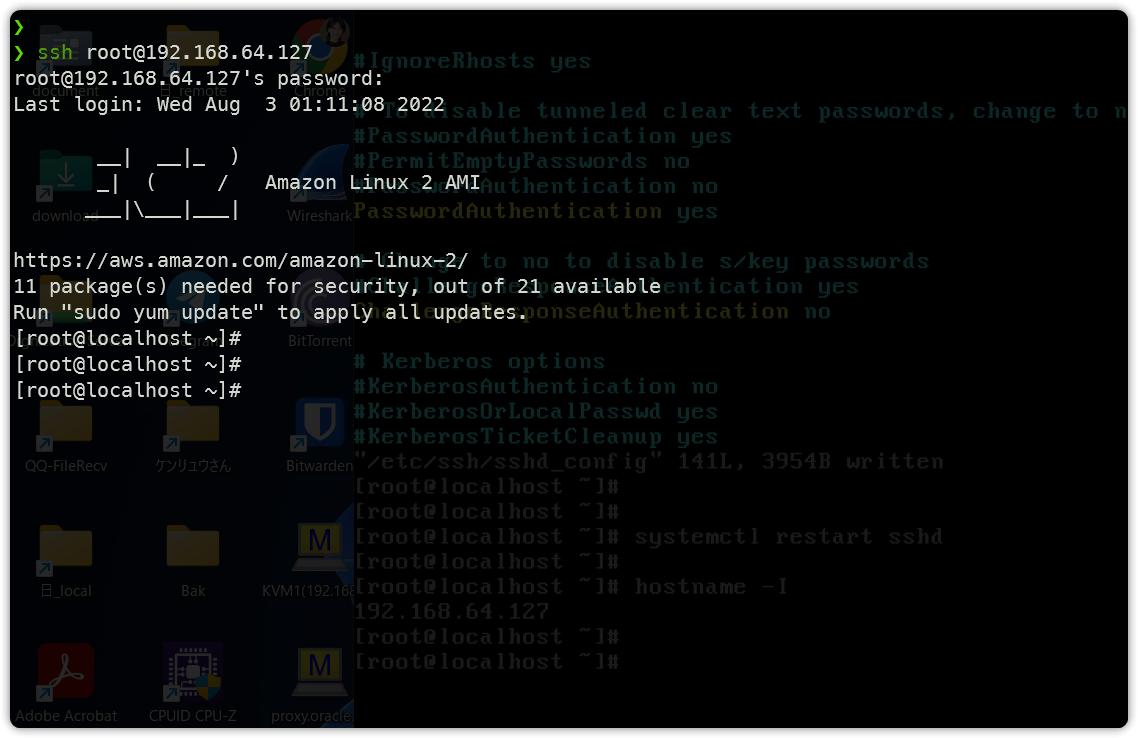 ❯
❯ ssh root@192.168.64.127
root@192.168.64.127's password:
Last login: Wed Aug  3 01:11:08 2022

       __|  __|_  )
       _|  (     /   Amazon Linux 2 AMI
      ___|\___|___|

https://aws.amazon.com/amazon-linux-2/
11 package(s) needed for security, out of 21 available
Run "sudo yum update" to apply all updates.
[root@localhost ~]#
[root@localhost ~]#
[root@localhost ~]#
#IgnoreRhosts yes
# To disable tunneled clear text passwords, change to n
#PasswordAuthentication yes
#PermitEmptyPasswords no
#PasswordAuthentication no
PasswordAuthentication yes
# Change to no to disable s/key passwords
#ChallengeResponseAuthentication yes
ChallengeResponseAuthentication no
# Kerberos options
#KerberosAuthentication no
#KerberosOrLocalPasswd yes
#KerberosTicketCleanup yes
"/etc/ssh/sshd_config" 141L, 3954B written
[root@localhost ~]#
[root@localhost ~]#
[root@localhost ~]# systemctl restart sshd
[root@localhost ~]#
[root@localhost ~]# hostname -I
192.168.64.127
[root@localhost ~]#
[root@localhost ~]#
document
日_remote
Chrome
download
Wireshark
BitTorrent
QQ-FileRecv
ケンリュウさん
Bitwarden
日_local
Bak
KVM1(192.168
Adobe Acrobat
CPUID CPU-Z
proxy.oracle.